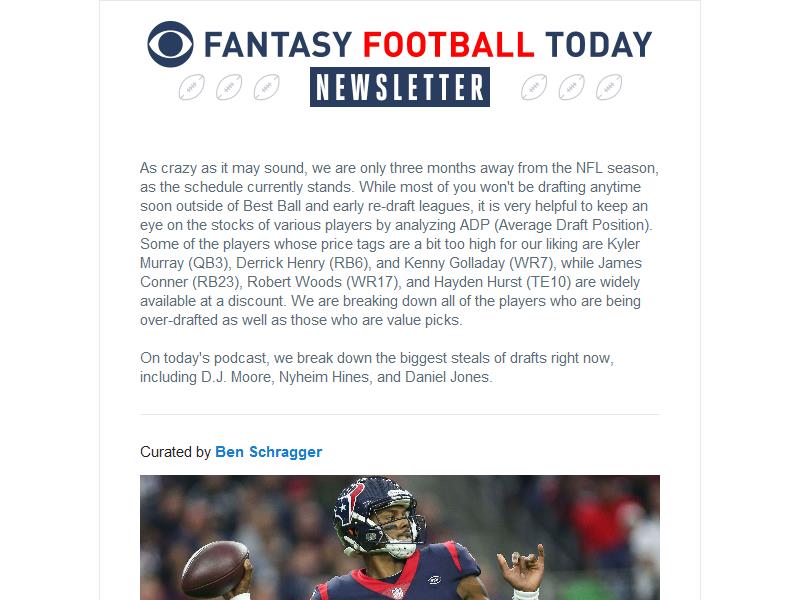 FANTASY FOOTBALL TODAY
NEWSLETTER
As crazy as it may sound, we are only three months away from the NFL season,
as the schedule currently stands. While most of you won't be drafting anytime
soon outside of Best Ball and early re-draft leagues, it is very helpful to keep an
eye on the stocks of various players by analyzing ADP (Average Draft Position).
Some of the players whose price tags are a bit too high for our liking are Kyler
Murray (QB3), Derrick Henry (RB6), and Kenny Golladay (WR7), while James
Conner (RB23), Robert Woods (WR17), and Hayden Hurst (TE10) are widely
available at a discount. We are breaking down all of the players who are being
over-drafted as well as those who are value picks.
On today's podcast, we break down the biggest steals of drafts right now,
including D.J. Moore, Nyheim Hines, and Daniel Jones.
Curated by Ben Schragger